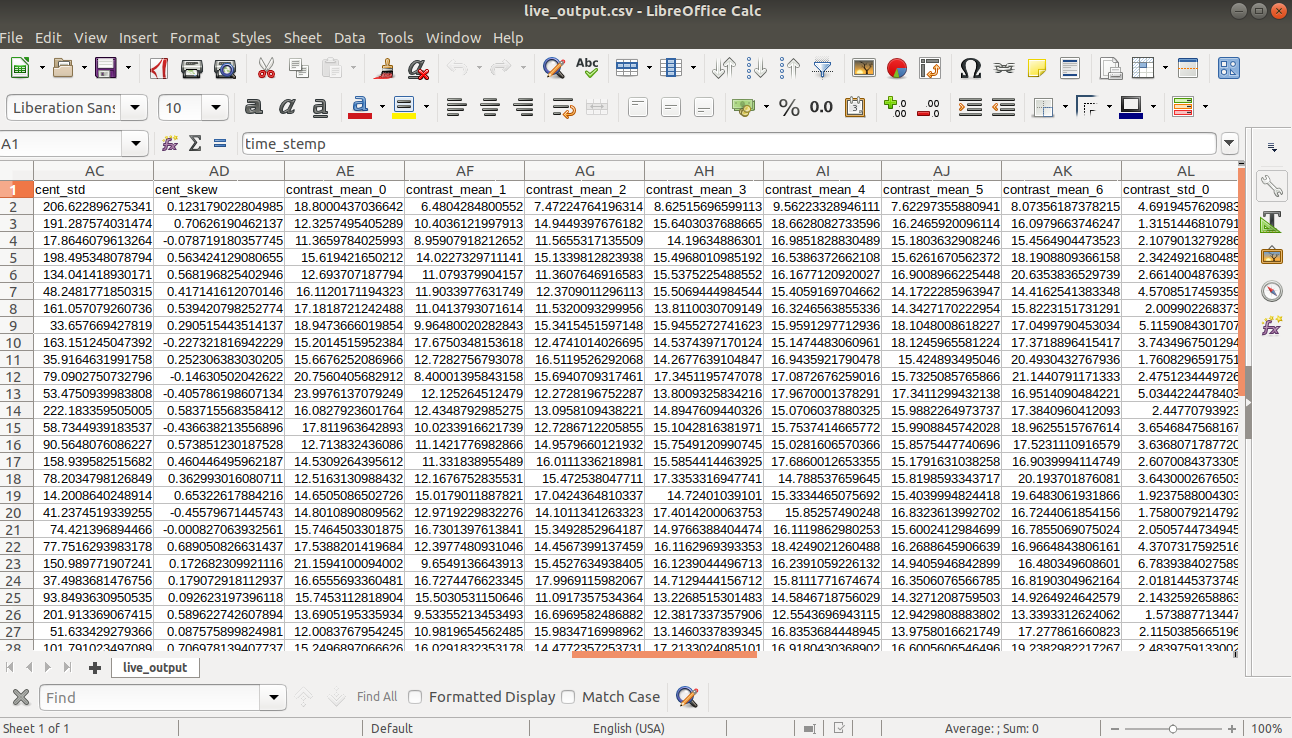 live_output.csv - LibreOffice Calc
File Edit View Insert Format Styles Sheet Data Tools Window Help
Abc
Liberation Sans 10 a a a a % 0.0
A1 time_stemp
AC AD AE AF AG AH AI AJ AK AL
1 cent_std cent_skew contrast_mean_0 contrast_mean_1 contrast_mean_2 contrast_mean_3 contrast_mean_4 contrast_mean_5 contrast_mean_6 contrast_std_0
2 206.622896275341 0.123179022804985 18.8000437036642 6.4804284800552 7.47224764196314 8.62515696599113 9.56223328946111 7.62297355880941 8.07356187378215 4.6919457620983
3 191.287574031474 0.70626190462137 12.3257495405289 10.4036121997913 14.9449397676182 15.6403037688665 18.6628082733596 16.2465920096114 16.0979663746247 1.3151446810791
4 17.8646079613264 -0.078719180357745 11.3659784025993 8.95907918212652 11.5655317135509 14.19634886301 16.9851828830489 15.1803632908246 15.4564904473523 2.1079013279286
5 198.495348078794 0.563424129080655 15.619421650212 14.0227329711141 15.1339812823938 15.4968010985192 16.5386372662108 15.6261670562372 18.1908809366158 2.3424921680485
6 134.041418930171 0.568196825402946 12.693707187794 11.079379904157 11.3607646916583 15.5375225488552 16.1677120920027 16.9008966225448 20.6353836529739 2.6614004876393
7 48.2481771850315 0.417141612070146 16.1120171194323 11.9033977631749 12.3709011296113 15.5069444984544 15.4059169704662 14.1722285963947 14.4162541383348 4.5708517459359
8 161.057079260736 0.539420798252774 17.1818721242488 11.0413793071614 11.5320093299956 13.8110030709149 16.3246563855336 14.3427170222954 15.8223151731291 2.009902268373
9 33.657669427819 0.290515443514137 18.9473666019854 9.96480020282843 15.3415451597148 15.9455272741623 15.9591297712936 18.1048008618227 17.0499790453034 5.1159084301707
10 163.151245047392 -0.227321816942229 15.2014515952384 17.6750348153618 12.4741014026695 14.5374397170124 15.1474483060961 18.1245965581224 17.3718896415417 3.7434967501294
11 35.9164631991758 0.252306383030205 15.6676252086966 12.7282756793078 16.5119526292068 14.2677639104847 16.9435921790478 15.424893495046 20.4930432767936 1.7608296591751
12 79.0902750732796 -0.14630502042622 20.7560405682912 8.40001395843158 15.6940709317461 17.3451195747078 17.0872676259016 15.7325085765866 21.1440791171333 2.4751234449726
13 53.4750939983808 -0.405786198607134 23.9976137079249 12.125264512479 12.2728196752287 13.8009325834216 17.9670001378291 17.3411299432138 16.9514090484221 5.0344224478403
14 222.183359505005 0.583715568358412 16.0827923601764 12.4348792985275 13.0958109438221 14.8947609440326 15.0706037880325 15.9882264973737 17.3840960412093 2.44770793923
15 58.7344939183537 -0.436638213556896 17.811963642893 10.0233916621739 12.7286712205855 15.1042816381971 15.7537414665772 15.9908845742028 18.9625515767614 3.6546847568167
16 90.5648076086227 0.573851230187528 12.713832436086 11.1421776982866 14.9579660121932 15.7549120990745 15.0281606570366 15.8575447740696 17.5231110916579 3.6368071787720
17 158.939582515682 0.460446495962187 14.5309264395612 11.331838955489 16.0111336218981 15.5854414463925 17.6860012653355 15.1791631038258 16.9039994114749 2.6070084373305
18 78.2034798126849 0.362993016080711 12.5163130988432 12.1676752835531 15.472538047711 17.3353316947741 14.788537659645 15.8198593343717 20.193701876081 3.6430002676503
19 14.2008640248914 0.65322617884216 14.6505086502726 15.0179011887821 17.0424364810337 14.72401039101 15.3334465075692 15.4039994824418 19.6483061931866 1.9237588004303
20 41.2374519339255 -0.45579671445743 14.8010890809562 12.9719229832276 14.1011341263323 17.4014200063753 15.85257490248 16.8323613992702 16.7244061854156 1.7580079214792
21 74.421396894466 -0.000827063932561 15.7464503301875 16.7301397613841 15.3492852964187 14.9766388404474 16.1119862980253 15.6002412984699 16.7855069075024 2.0505744734945
22 77.7516293983178 0.689050826631437 17.5388201419684 12.3977480931046 14.4567399137459 16.1162969393353 18.4249021260488 16.2688645906639 16.9664843806161 4.3707317592516
23 150.989771907241 0.172682309921116 21.1594100094002 9.6549136643913 15.4527634938405 16.1239044496713 16.2391059226132 14.9405946842899 16.480349608601 6.7839384027589
24 37.4983681476756 0.179072918112937 16.6555693360481 16.7274476623345 17.9969115982067 14.7129444156712 15.8111771674674 16.3506076566785 16.8190304962164 2.0181445373748
25 93.8493630950535 0.092623197396118 15.7453112818904 15.5030531150646 11.0917357534364 13.2268515301483 14.5846718756029 14.3271208759503 14.9264924642579 2.1432592658863
26 201.913369067415 0.589622742607894 13.6905195335934 9.53355213453493 16.6969582486882 12.3817337357906 12.5543696943115 12.9429808883802 13.3393312624062 1.573887713447
27 51.633429279366 0.087575899824981 12.0083767954245 10.9819654562485 15.9834716998962 13.1460337839345 16.8353684448945 13.9758016621749 17.277861660823 2.1150385665196
28 101.791023497089 0.706978139407737 15.2496897066626 16.0291832353178 14.4772357253731 17.2133024085101 16.9180430368902 16.6005606546496 19.2382982217267 2.4839759133002
live_output
Find Find All Formatted Display Match Case
Sheet 1 of 1 Default English (USA) Average: ; Sum: 0 100%